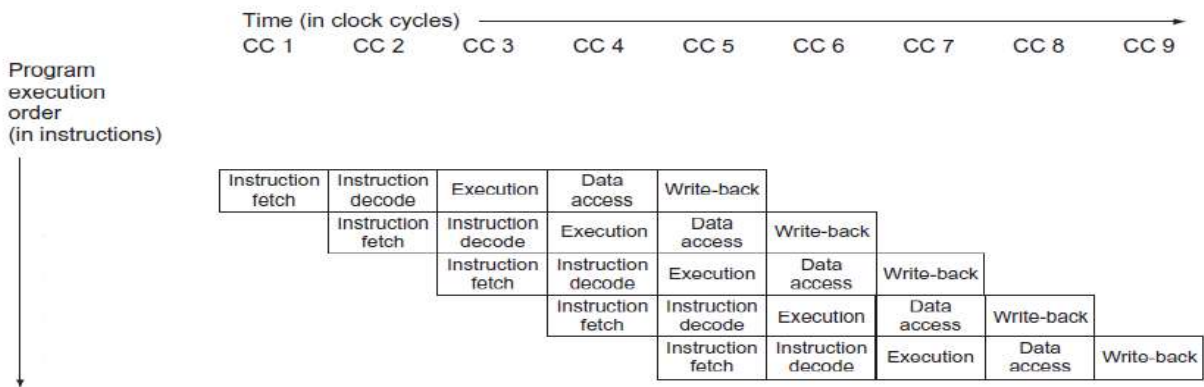 Time (in clock cycles)
CC 1 CC 2 CC 3 CC 4 CC 5 CC 6 CC 7 CC 8 CC 9
Program
execution
order
(in instructions)
Instruction fetch Instruction decode Execution Data access Write-back
Instruction fetch Instruction decode Execution Data access Write-back
Instruction fetch Instruction decode Execution Data access Write-back
Instruction fetch Instruction decode Execution Data access Write-back
Instruction fetch Instruction decode Execution Data access Write-back